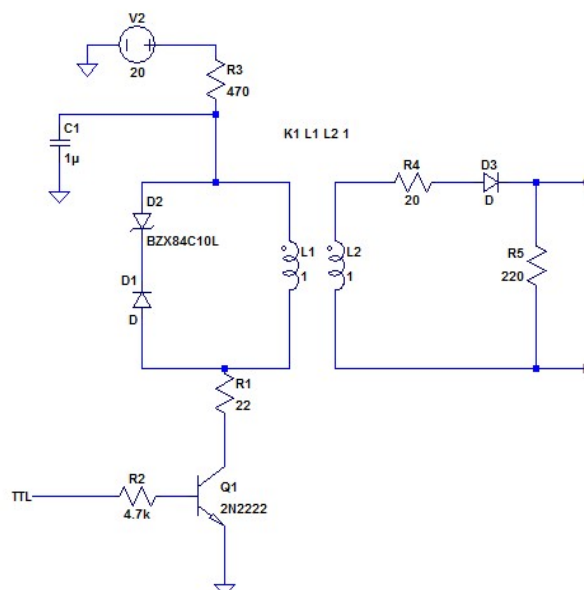 V2
20
R3
470
C1
1µ
K1 L1 L2 1
R4
20
D3
D
D2
BZX84C10L
L1
1
L2
1
R5
220
D1
D
R1
22
TTL
R2
4.7k
Q1
2N2222